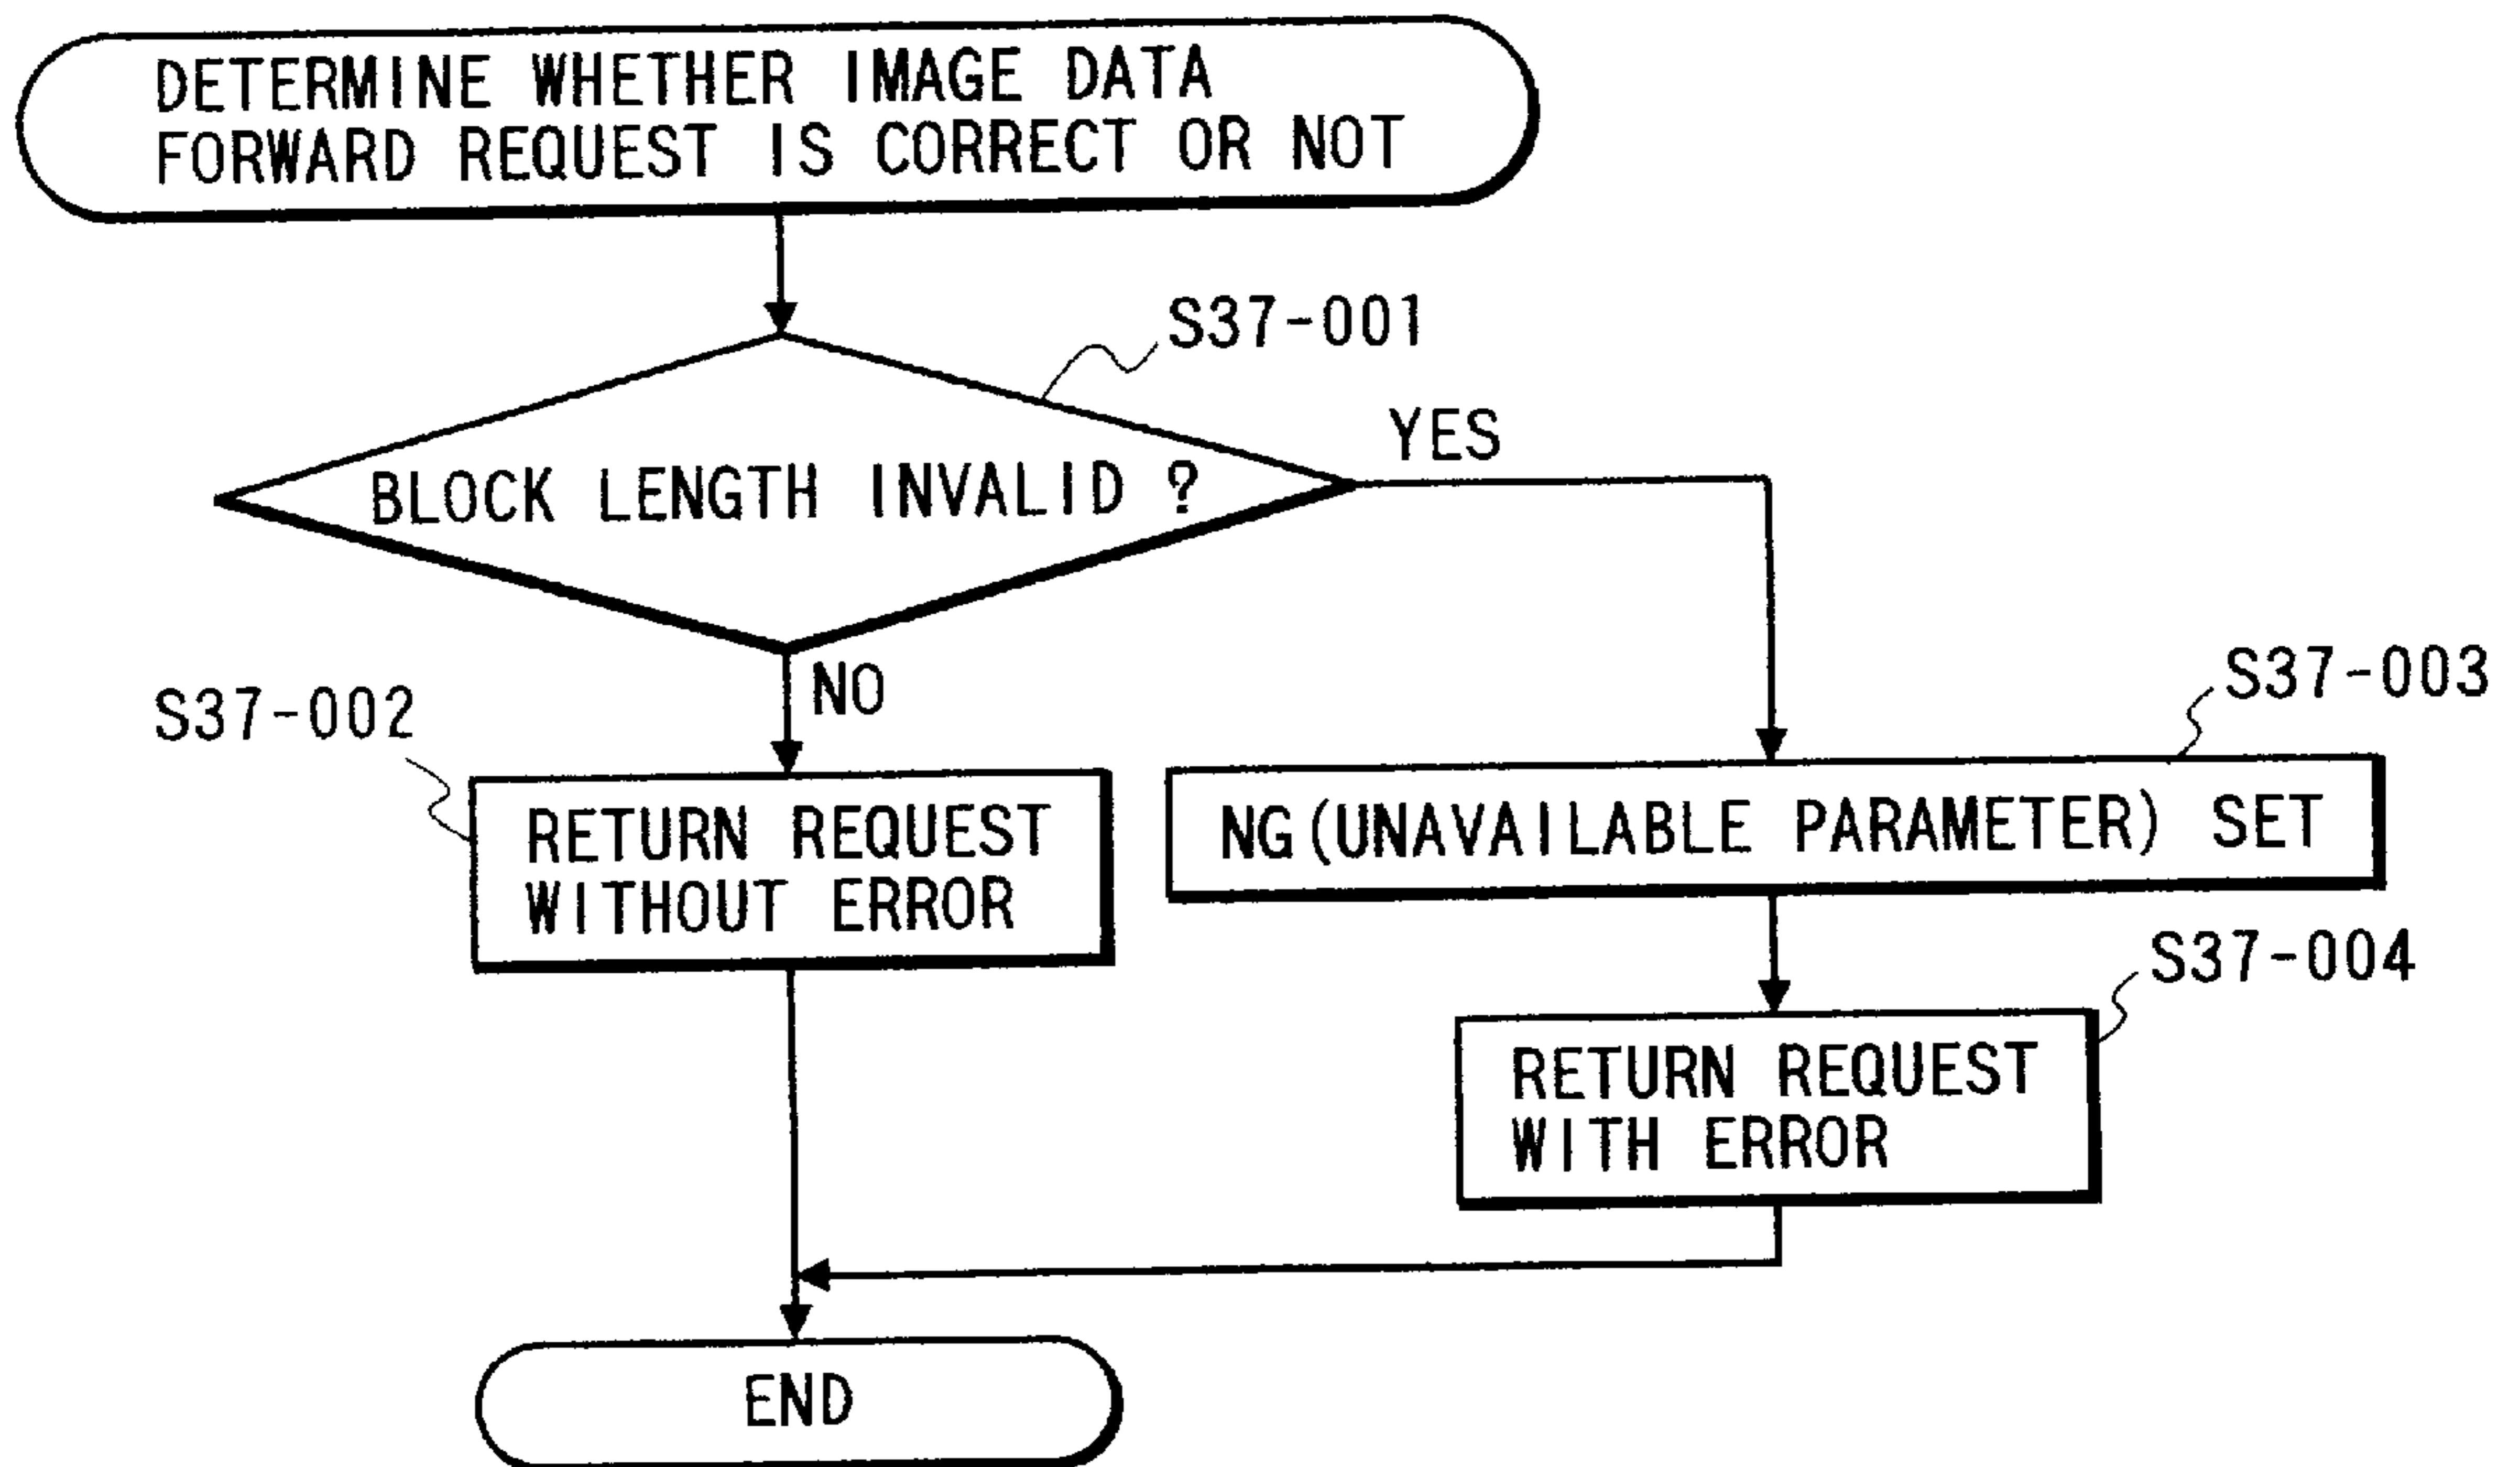 DETERMINE WHETHER IMAGE DATA
FORWARD REQUEST IS CORRECT OR NOT
S37-001
BLOCK LENGTH INVALID ?
YES
NO
S37-002
RETURN REQUEST
WITHOUT ERROR
S37-003
NG(UNAVAILABLE PARAMETER) SET
S37-004
RETURN REQUEST
WITH ERROR
END